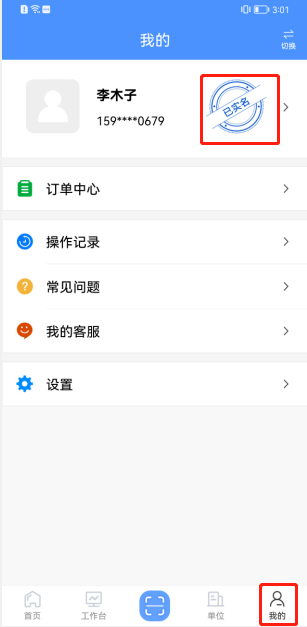 3:01
我的
切换
李木子
159****0679
已实名
订单中心
操作记录
常见问题
我的客服
设置
首页
工作台
单位
我的